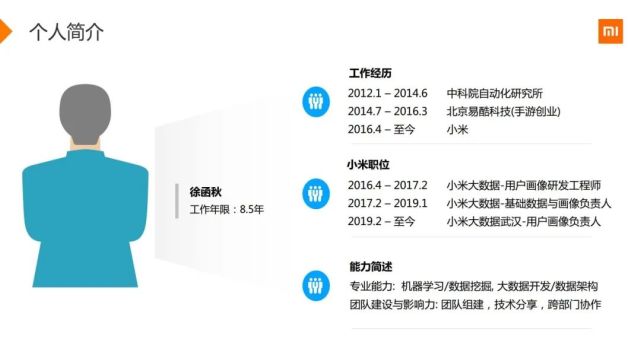 个人简介
mi
工作经历
2012.1 – 2014.6 中科院自动化研究所
2014.7 – 2016.3 北京易酷科技(手游创业)
2016.4 – 至今 小米
徐函秋
工作年限：8.5年
小米职位
2016.4 – 2017.2 小米大数据-用户画像研发工程师
2017.2 – 2019.1 小米大数据-基础数据与画像负责人
2019.2 – 至今 小米大数据武汉-用户画像负责人
能力简述
专业能力: 机器学习/数据挖掘, 大数据开发/数据架构
团队建设与影响力: 团队组建，技术分享，跨部门协作